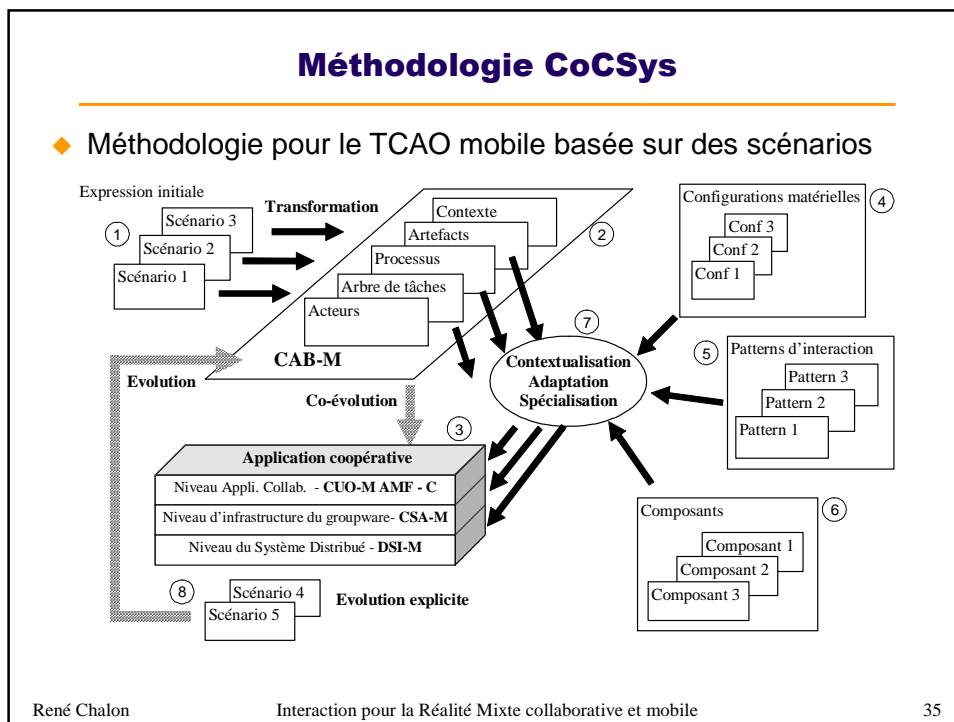 Méthodologie CoCSys
◆ Méthodologie pour le TCAO mobile basée sur des scénarios
Expression initiale
Scénario 3
Scénario 2
Scénario 1
1
Transformation
Contexte
Artefacts
Processus
Arbre de tâches
Acteurs
CAB-M
2
Configurations matérielles
4
Conf 3
Conf 2
Conf 1
7
Contextualisation
Adaptation
Spécialisation
5
Patterns d'interaction
Pattern 3
Pattern 2
Pattern 1
Evolution
Co-évolution
3
Application coopérative
Niveau Appli. Collab. - CUO-M AMF - C
Niveau d'infrastructure du groupware- CSA-M
Niveau du Système Distribué - DSI-M
Composants
6
Composant 1
Composant 2
Composant 3
8
Scénario 4
Scénario 5
Evolution explicite
René Chalon Interaction pour la Réalité Mixte collaborative et mobile 35